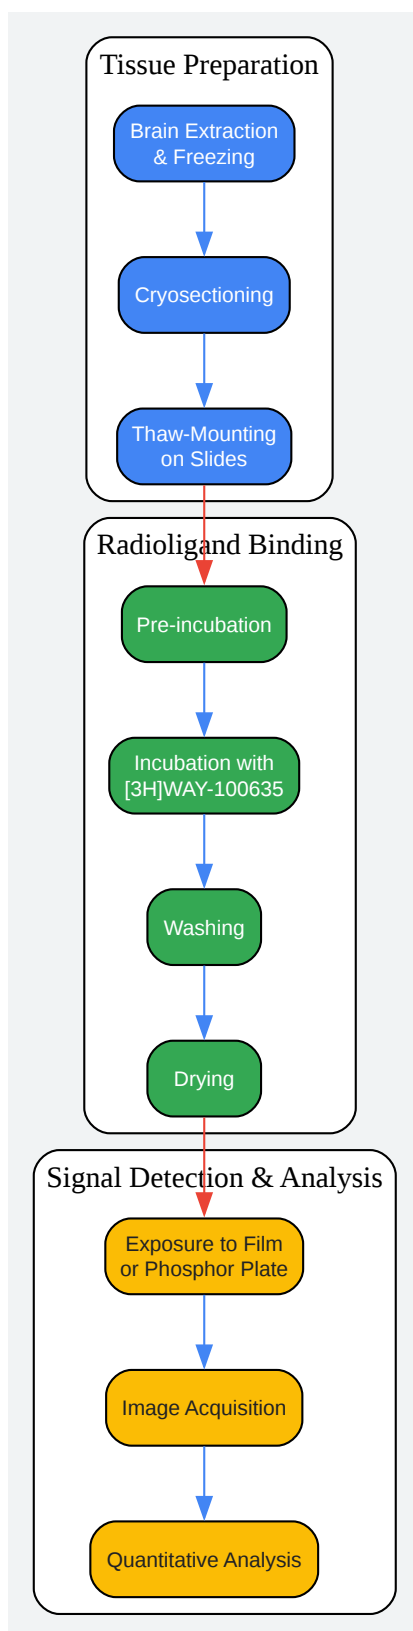 Tissue Preparation
Brain Extraction
& Freezing
Cryosectioning
Thaw-Mounting
on Slides
Radioligand Binding
Pre-incubation
Incubation with
[3H]WAY-100635
Washing
Drying
Signal Detection & Analysis
Exposure to Film
or Phosphor Plate
Image Acquisition
Quantitative Analysis